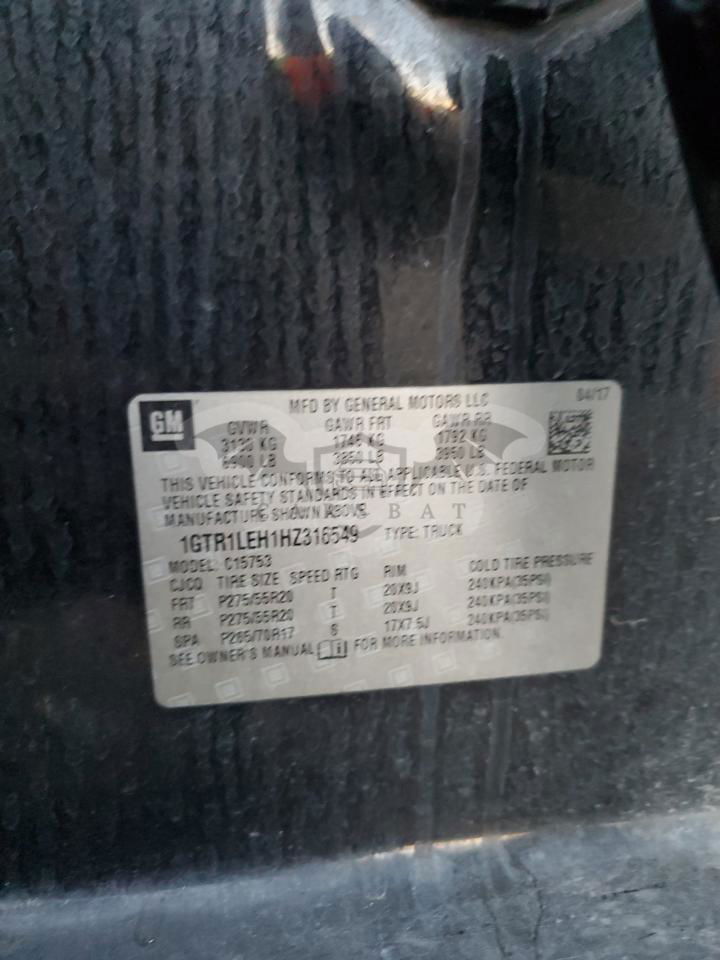 GM
MFD BY GENERAL MOTORS LLC
04/17
GVWR GAWR FRT GAWR RR
3130 KG 1746 KG 1792 KG
6900 LB 3850 LB 3950 LB
THIS VEHICLE CONFORMS TO ALL APPLICABLE U.S. FEDERAL MOTOR
VEHICLE SAFETY STANDARDS IN EFFECT ON THE DATE OF
MANUFACTURE SHOWN ABOVE.
1GTR1LEH1HZ316549 TYPE: TRUCK
MODEL: C15753
CJCQ TIRE SIZE SPEED RTG RIM COLD TIRE PRESSURE
FRT P275/55R20 T 20X9J 240KPA(35PSI)
RR P275/55R20 T 20X9J 240KPA(35PSI)
SPA P265/70R17 S 17X7.5J 240KPA(35PSI)
SEE OWNER'S MANUAL FOR MORE INFORMATION.